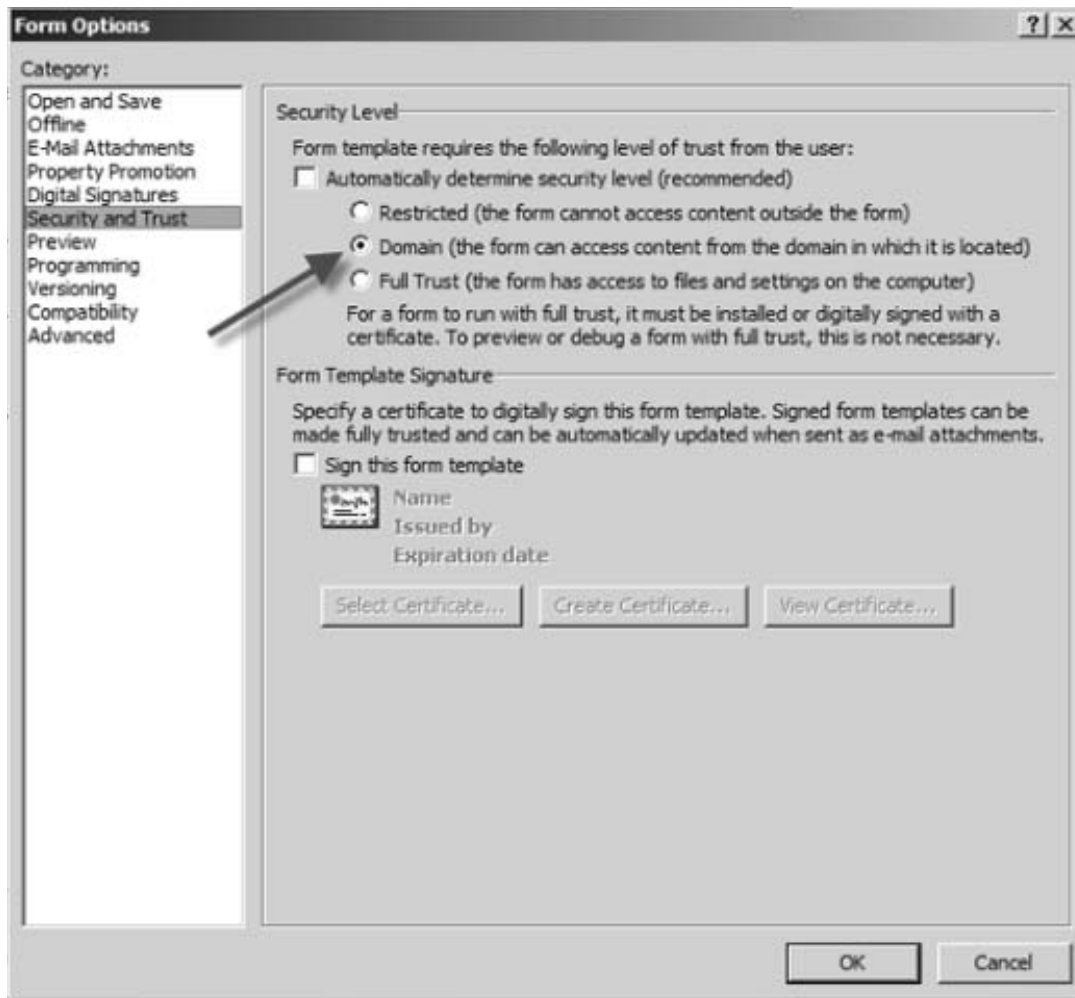 Form Options
Category:
Open and Save
Offline
E-Mail Attachments
Property Promotion
Digital Signatures
Security and Trust
Preview
Programming
Versioning
Compatibility
Advanced
Security Level
Form template requires the following level of trust from the user:
Automatically determine security level (recommended)
Restricted (the form cannot access content outside the form)
Domain (the form can access content from the domain in which it is located)
Full Trust (the form has access to files and settings on the computer)
For a form to run with full trust, it must be installed or digitally signed with a
certificate. To preview or debug a form with full trust, this is not necessary.
Form Template Signature
Specify a certificate to digitally sign this form template. Signed form templates can be
made fully trusted and can be automatically updated when sent as e-mail attachments.
Sign this form template
Name
Issued by
Expiration date
Select Certificate... Create Certificate... View Certificate...
OK Cancel